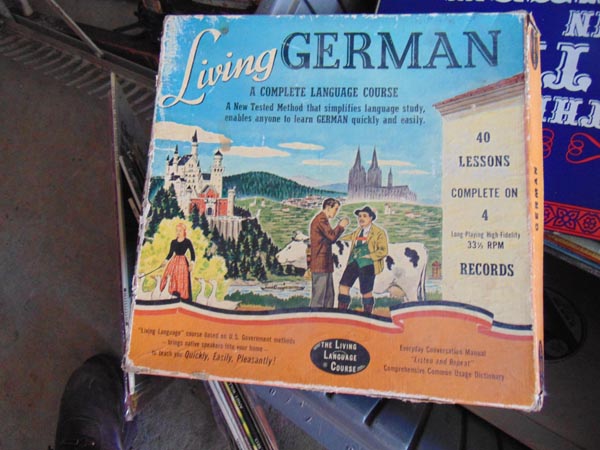 Living GERMAN
A COMPLETE LANGUAGE COURSE
A New Tested Method that simplifies language study,
enables anyone to learn GERMAN quickly and easily.
40
LESSONS
COMPLETE ON
4
Long-Playing High-Fidelity
33⅓ RPM
RECORDS
GERMAN
"Living Language" course based on U.S. Government methods
- brings native speakers into your home -
to teach you Quickly, Easily, Pleasantly!
THE LIVING
LANGUAGE
COURSE
Everyday Conversation Manual
"Listen and Repeat"
Comprehensive Common Usage Dictionary